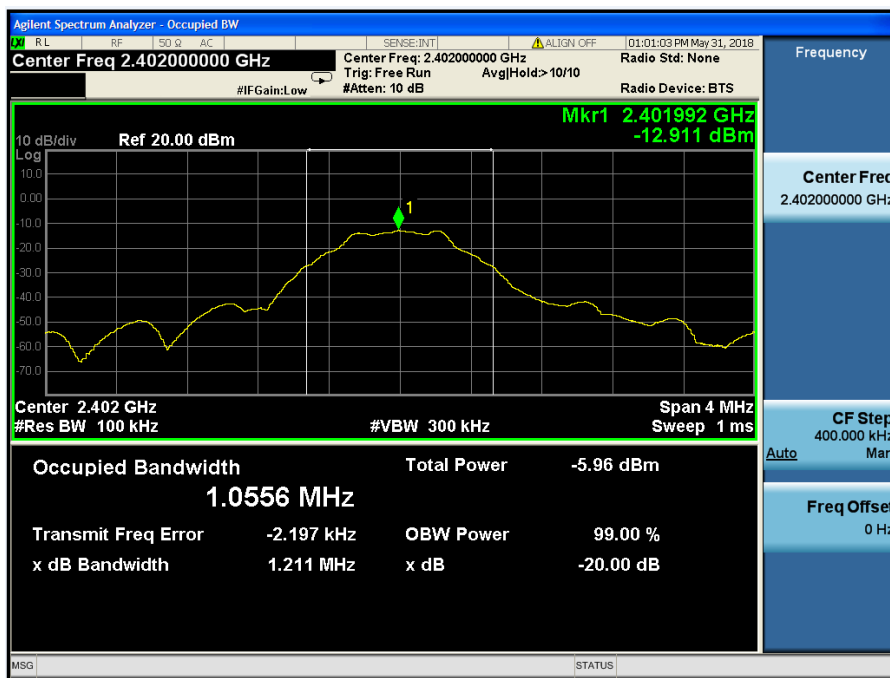 Agilent Spectrum Analyzer - Occupied BW
LXI RL RF 50 Ω AC SENSE:INT ALIGN OFF 01:01:03 PM May 31, 2018
Center Freq 2.402000000 GHz
Center Freq: 2.402000000 GHz
Radio Std: None
Trig: Free Run Avg|Hold:>10/10
#IFGain:Low
#Atten: 10 dB
Radio Device: BTS
Frequency
Mkr1 2.401992 GHz
-12.911 dBm
10 dB/div Ref 20.00 dBm
Log
10.0
0.00
-10.0
-20.0
-30.0
-40.0
-50.0
-60.0
-70.0
1
Center Freq
2.402000000 GHz
Center 2.402 GHz Span 4 MHz
#Res BW 100 kHz #VBW 300 kHz Sweep 1 ms
CF Step
400.000 kHz
Auto Man
Occupied Bandwidth Total Power -5.96 dBm
1.0556 MHz
Transmit Freq Error -2.197 kHz OBW Power 99.00 %
x dB Bandwidth 1.211 MHz x dB -20.00 dB
Freq Offset
0 Hz
MSG STATUS